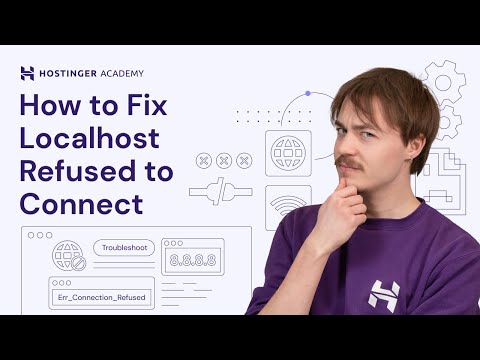 HOSTINGER ACADEMY
How to Fix
Localhost
Refused to
Connect
Troubleshoot
8.8.8.8
Err_Connection_Refused